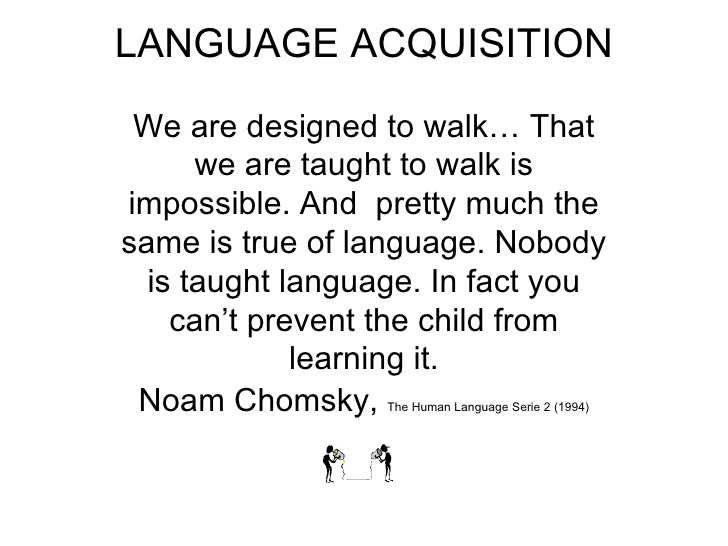 LANGUAGE ACQUISITION
We are designed to walk… That
we are taught to walk is
impossible. And  pretty much the
same is true of language. Nobody
is taught language. In fact you
can’t prevent the child from
learning it.
Noam Chomsky, The Human Language Serie 2 (1994)